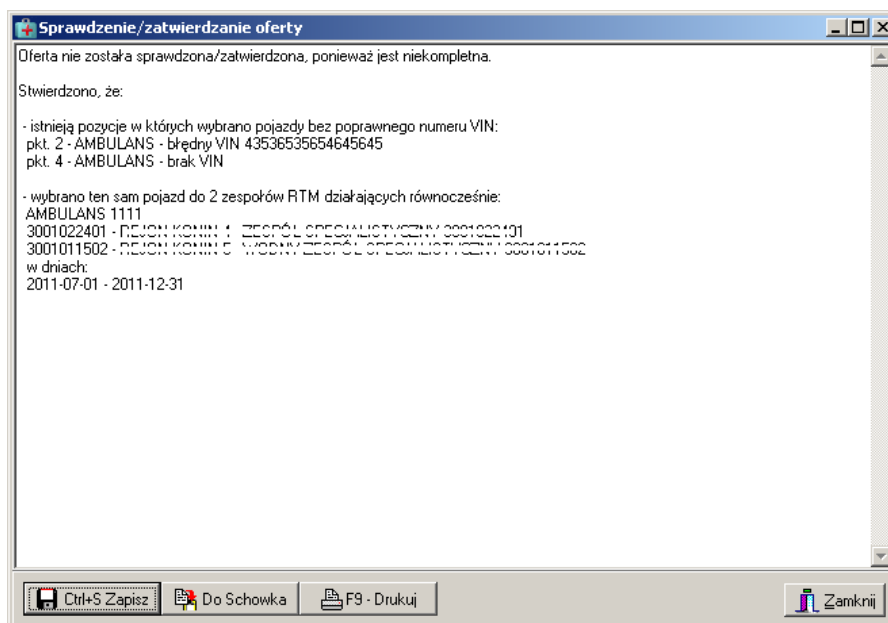 Sprawdzenie/zatwierdzanie oferty
Oferta nie została sprawdzona/zatwierdzona, ponieważ jest niekompletna.
Stwierdzono, że:
- istnieją pozycje w których wybrano pojazdy bez poprawnego numeru VIN:
pkt. 2 - AMBULANS - błędny VIN 43536535654645645
pkt. 4 - AMBULANS - brak VIN
- wybrano ten sam pojazd do 2 zespołów RTM działających równocześnie:
AMBULANS 1111
3001022401 -
3001011502 -
w dniach:
2011-07-01 - 2011-12-31
Ctrl+S Zapisz Do Schowka F9 - Drukuj Zamknij